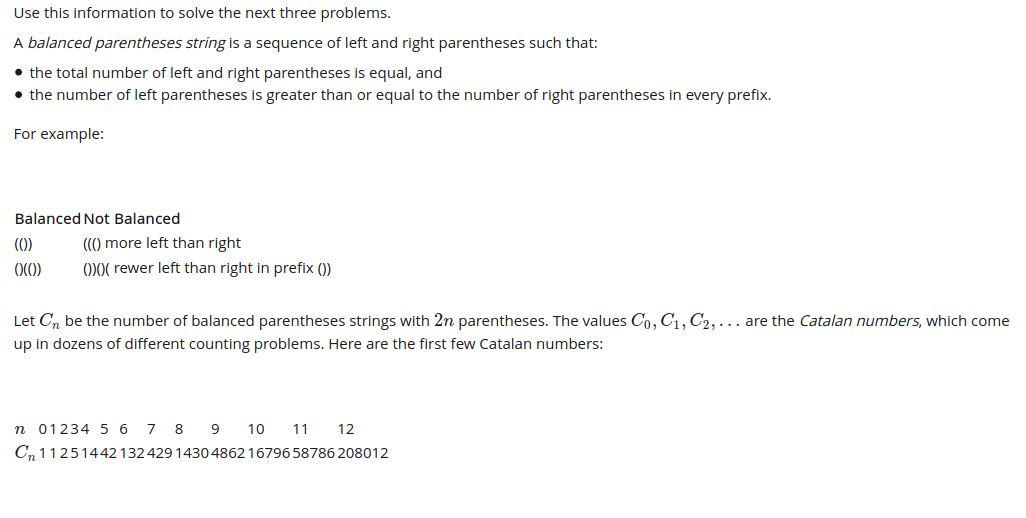 Use this information to solve the next three problems.
A balanced parentheses string is a sequence of left and right parentheses such that:
• the total number of left and right parentheses is equal, and
• the number of left parentheses is greater than or equal to the number of right parentheses in every prefix.
For example:
Balanced Not Balanced
(()) ((() more left than right
()(()) ())()( rewer left than right in prefix ())
Let Cₙ be the number of balanced parentheses strings with 2n parentheses. The values C₀, C₁, C₂, . . . are the Catalan numbers, which come
up in dozens of different counting problems. Here are the first few Catalan numbers:
n 0 1 2 3 4 5 6 7 8 9 10 11 12
Cₙ 1 1 2 5 14 42 132 429 1430 4862 16796 58786 208012